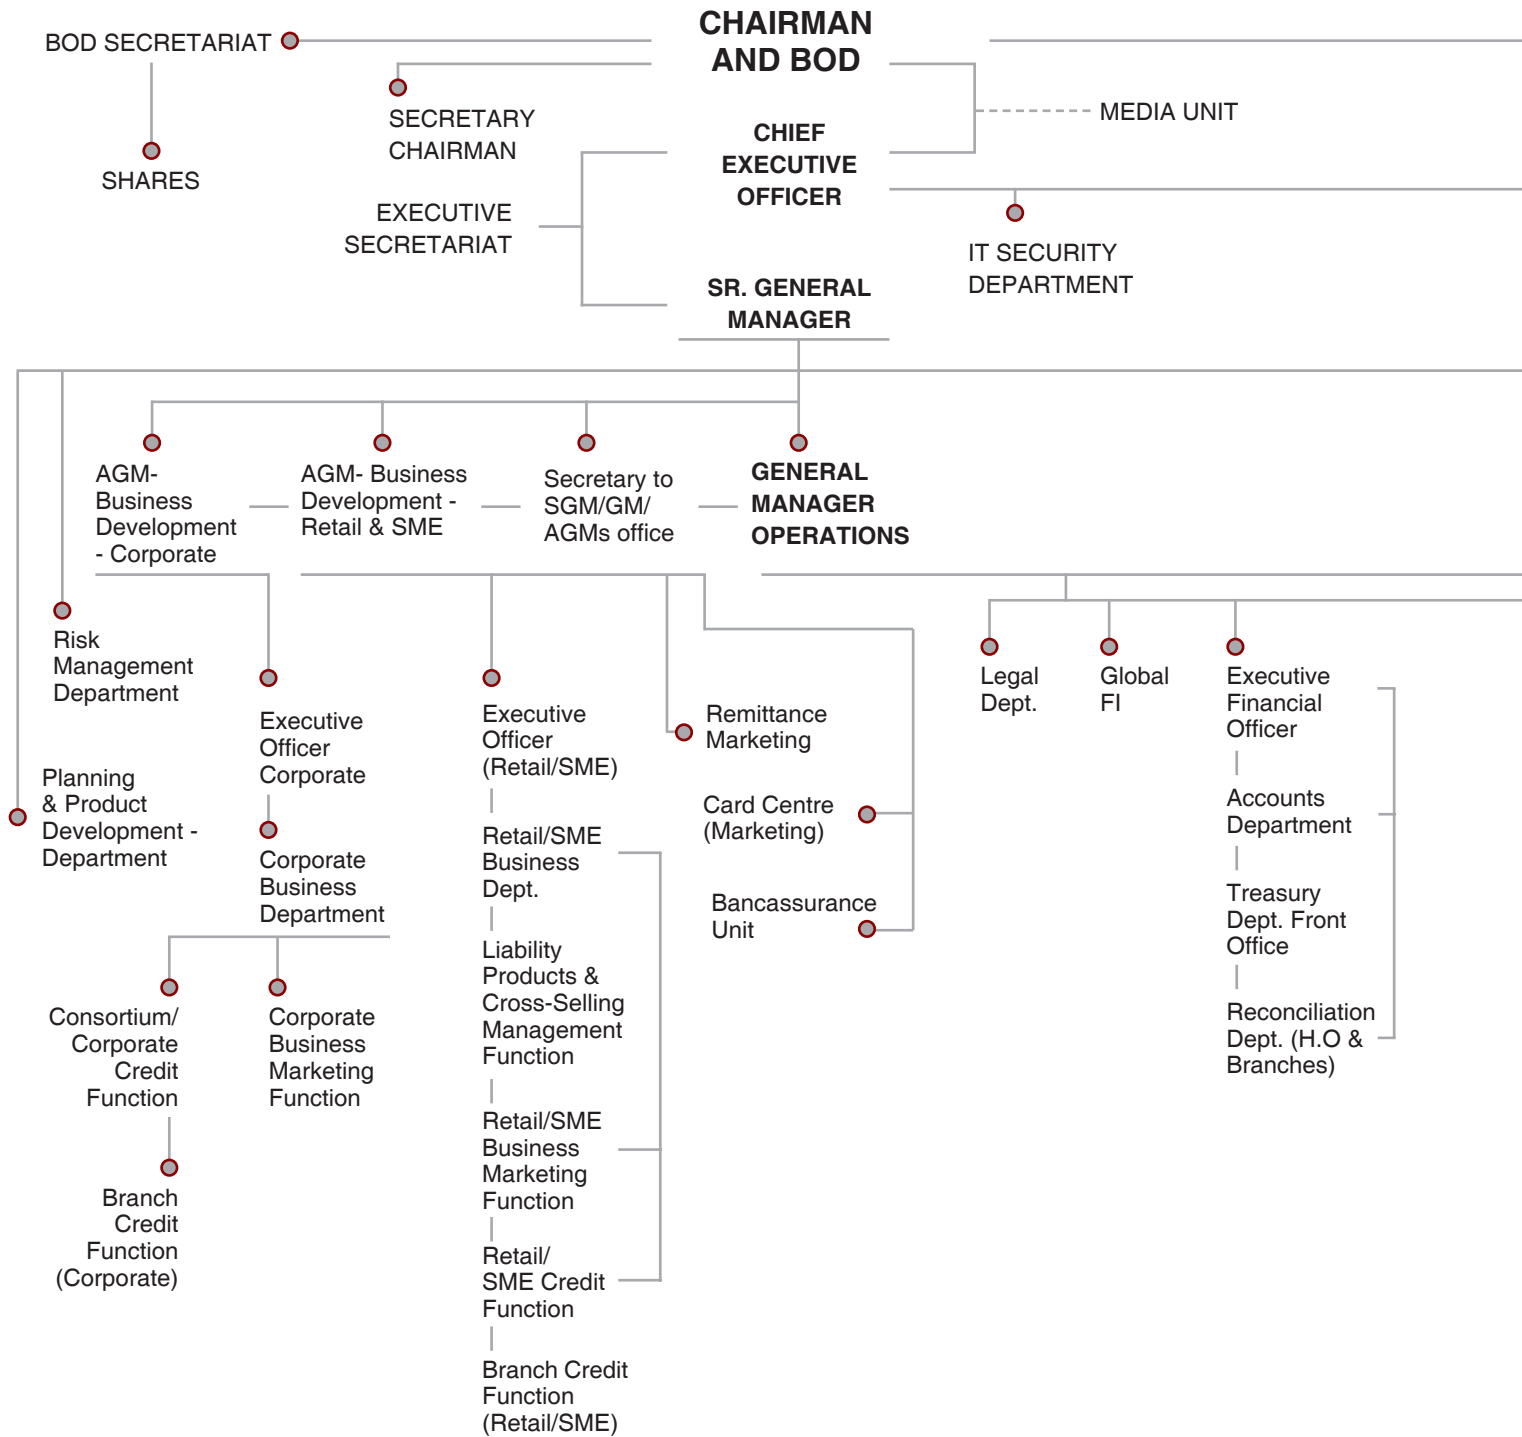 CHAIRMAN
AND BOD
BOD SECRETARIAT
SECRETARY
CHAIRMAN
MEDIA UNIT
SHARES
CHIEF
EXECUTIVE
OFFICER
EXECUTIVE
SECRETARIAT
IT SECURITY
DEPARTMENT
SR. GENERAL
MANAGER
AGM-
Business
Development
- Corporate
AGM- Business
Development -
Retail & SME
Secretary to
SGM/GM/
AGMs office
GENERAL
MANAGER
OPERATIONS
Risk
Management
Department
Planning
& Product
Development -
Department
Executive
Officer
Corporate
Corporate
Business
Department
Consortium/
Corporate
Credit
Function
Corporate
Business
Marketing
Function
Branch
Credit
Function
(Corporate)
Executive
Officer
(Retail/SME)
Retail/SME
Business
Dept.
Liability
Products &
Cross-Selling
Management
Function
Retail/SME
Business
Marketing
Function
Retail/
SME Credit
Function
Branch Credit
Function
(Retail/SME)
Remittance
Marketing
Card Centre
(Marketing)
Bancassurance
Unit
Legal
Dept.
Global
FI
Executive
Financial
Officer
Accounts
Department
Treasury
Dept. Front
Office
Reconciliation
Dept. (H.O &
Branches)